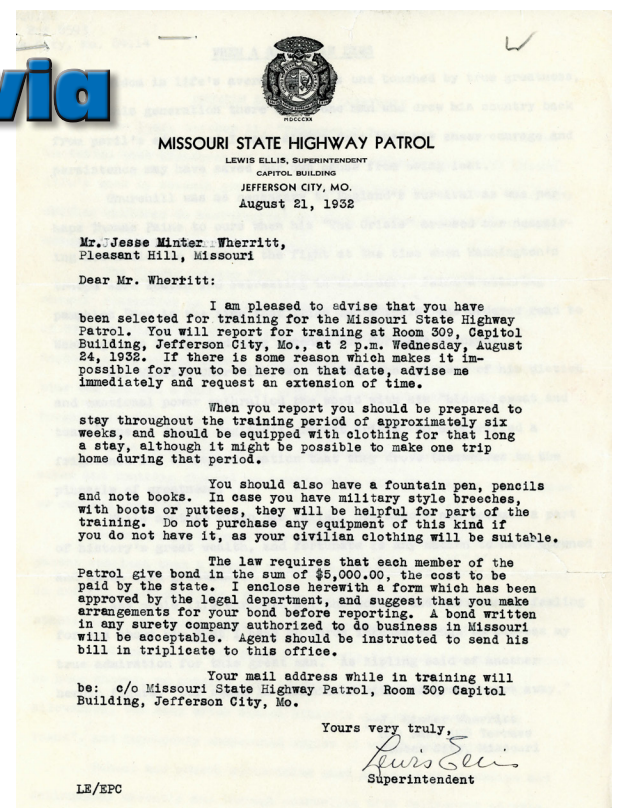 via
MDCCCXX
MISSOURI STATE HIGHWAY PATROL
LEWIS ELLIS, SUPERINTENDENT
CAPITOL BUILDING
JEFFERSON CITY, MO.
August 21, 1932
Mr. Jesse Minter Wherritt,
Pleasant Hill, Missouri
Dear Mr. Wherritt:
I am pleased to advise that you have
been selected for training for the Missouri State Highway
Patrol. You will report for training at Room 309, Capitol
Building, Jefferson City, Mo., at 2 p.m. Wednesday, August
24, 1932. If there is some reason which makes it im-
possible for you to be here on that date, advise me
immediately and request an extension of time.
When you report you should be prepared to
stay throughout the training period of approximately six
weeks, and should be equipped with clothing for that long
a stay, although it might be possible to make one trip
home during that period.
You should also have a fountain pen, pencils
and note books. In case you have military style breeches,
with boots or puttees, they will be helpful for part of the
training. Do not purchase any equipment of this kind if
you do not have it, as your civilian clothing will be suitable.
The law requires that each member of the
Patrol give bond in the sum of $5,000.00, the cost to be
paid by the state. I enclose herewith a form which has been
approved by the legal department, and suggest that you make
arrangements for your bond before reporting. A bond written
in any surety company authorized to do business in Missouri
will be acceptable. Agent should be instructed to send his
bill in triplicate to this office.
Your mail address while in training will
be: c/o Missouri State Highway Patrol, Room 309 Capitol
Building, Jefferson City, Mo.
Yours very truly,
Lewis Ellis
Superintendent
LE/EPC